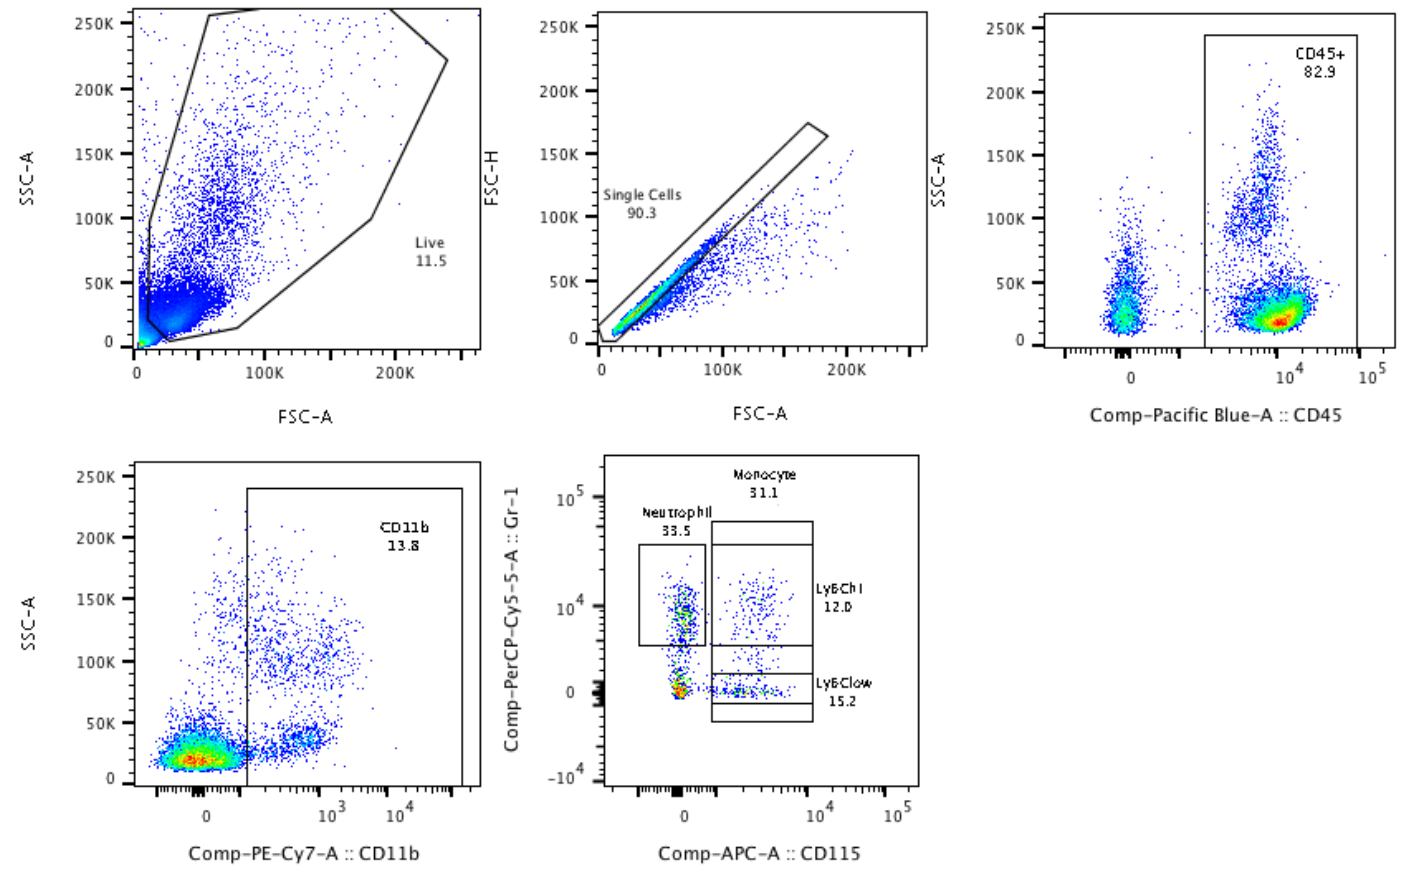 250K
200K
150K
100K
50K
0
SSC-A
Live
11.5
0
100K
200K
FSC-A
250K
200K
150K
100K
50K
0
FSC-H
Single Cells
90.3
0
100K
200K
FSC-A
250K
200K
150K
100K
50K
0
SSC-A
CD45+
82.9
0
10^4
10^5
Comp-Pacific Blue-A :: CD45
250K
200K
150K
100K
50K
0
SSC-A
CD11b
13.8
0
10^3
10^4
Comp-PE-Cy7-A :: CD11b
10^5
10^4
0
-10^4
Comp-PerCP-Cy5-5-A :: Gr-1
Monocyte
31.1
Neutrophil
33.5
Ly6Chi
12.0
Ly6Clow
15.2
0
10^4
10^5
Comp-APC-A :: CD115